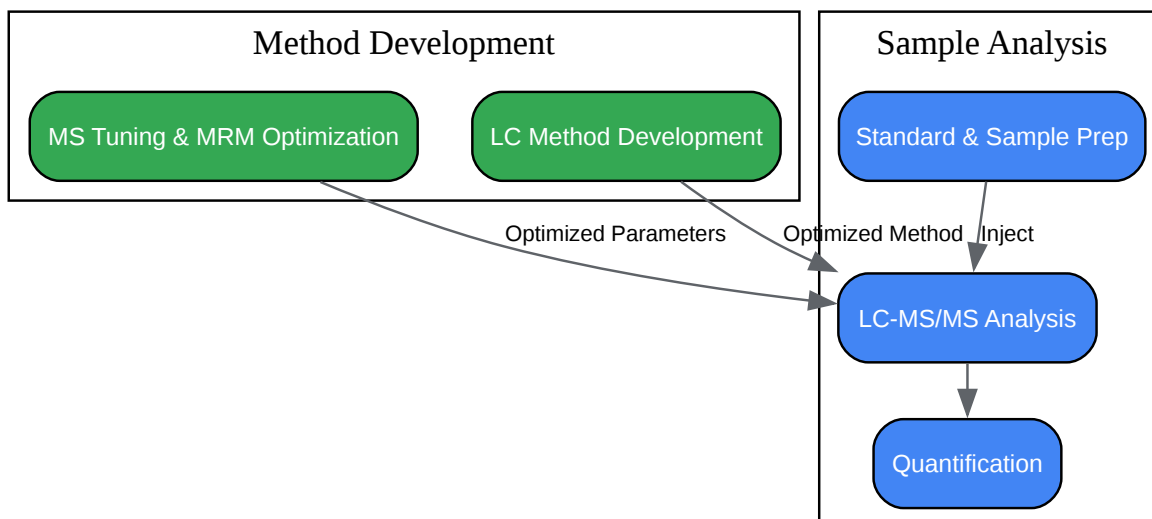 Method Development
Sample Analysis
MS Tuning & MRM Optimization
LC Method Development
Standard & Sample Prep
Optimized Parameters
Optimized Method
Inject
LC-MS/MS Analysis
Quantification